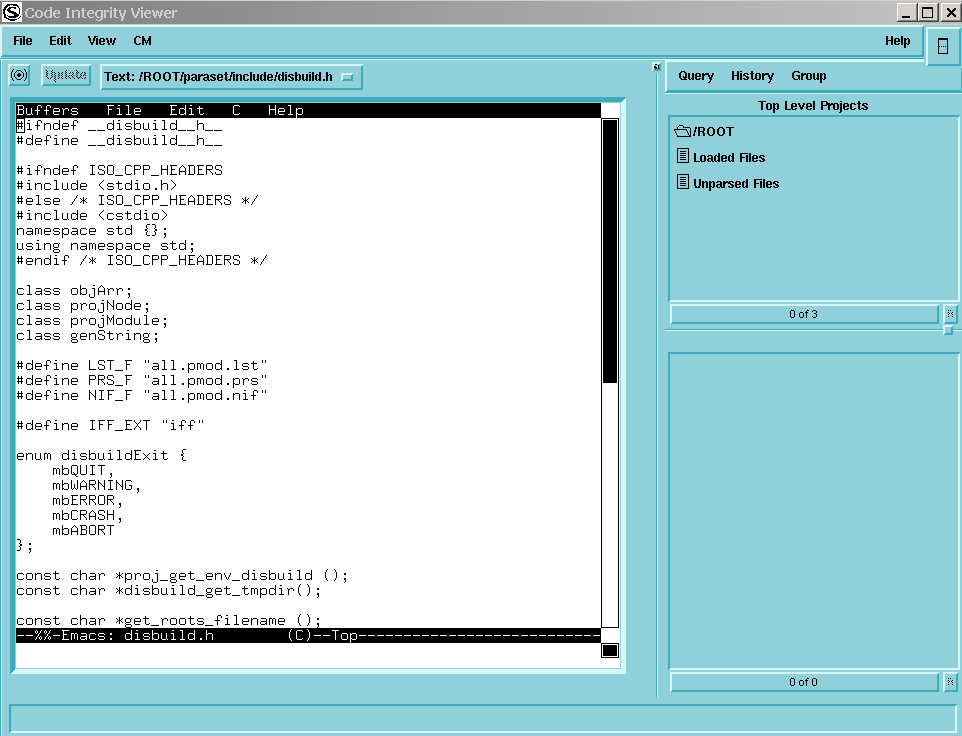 Code Integrity Viewer
File Edit View CM Help
Update Text: /ROOT/paraset/include/disbuild.h
Buffers File Edit C Help
#ifndef __disbuild__h__
#define __disbuild__h__
#ifndef ISO_CPP_HEADERS
#include <stdio.h>
#else /* ISO_CPP_HEADERS */
#include <cstdio>
namespace std {};
using namespace std;
#endif /* ISO_CPP_HEADERS */
class objArr;
class projNode;
class projModule;
class genString;
#define LST_F "all.pmod.lst"
#define PRS_F "all.pmod.prs"
#define NIF_F "all.pmod.nif"
#define IFF_EXT "iff"
enum disbuildExit {
    mbQUIT,
    mbWARNING,
    mbERROR,
    mbCRASH,
    mbABORT
};
const char *proj_get_env_disbuild ();
const char *disbuild_get_tmpdir();
const char *get_roots_filename ();
--%%-Emacs: disbuild.h (C)--Top---------------------------
Query History Group
Top Level Projects
/ROOT
Loaded Files
Unparsed Files
0 of 3
0 of 0